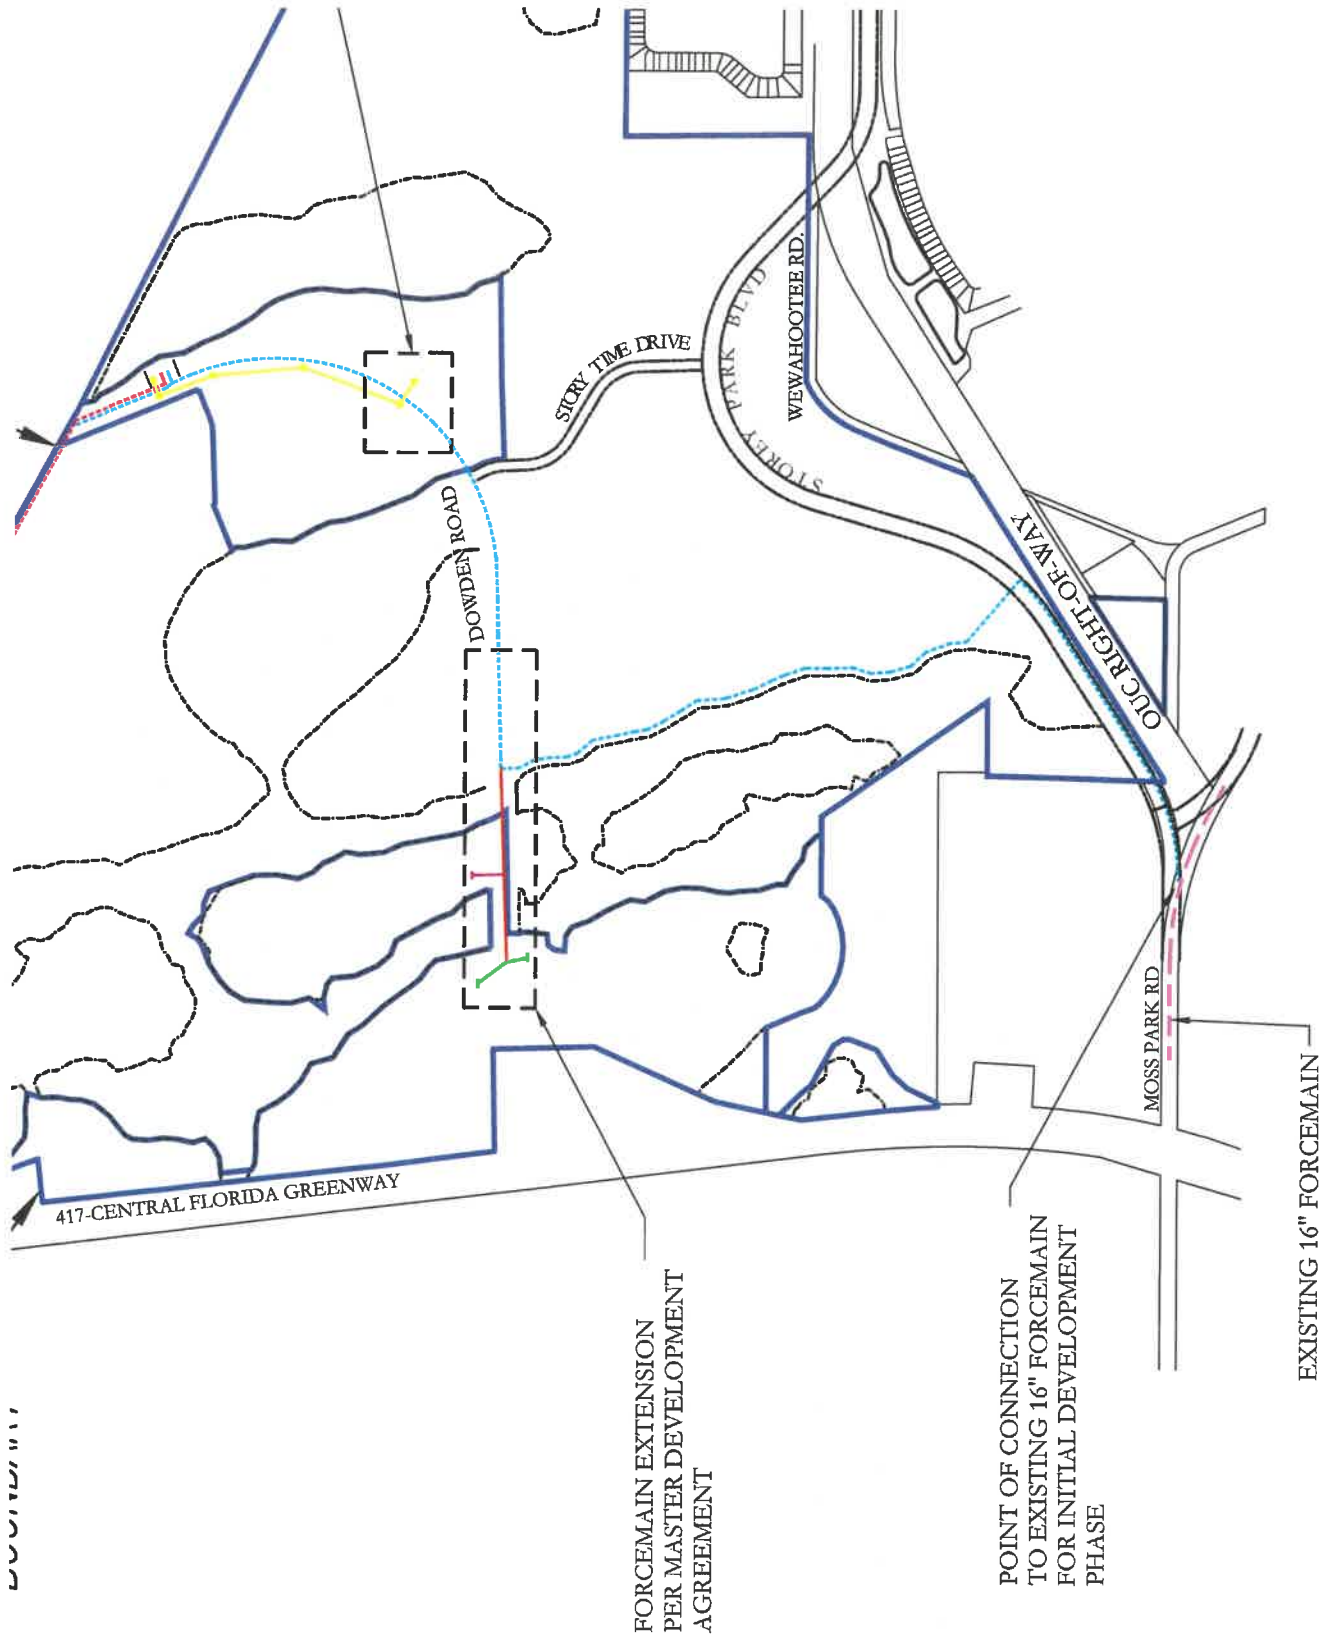 STORY TIME DRIVE
STOREY PARK BLVD
WEWAHOOTEE RD.
DOWDEN ROAD
OUC RIGHT-OF-WAY
MOSS PARK RD
417-CENTRAL FLORIDA GREENWAY
FORCEMAIN EXTENSION
PER MASTER DEVELOPMENT
AGREEMENT
POINT OF CONNECTION
TO EXISTING 16" FORCEMAIN
FOR INITIAL DEVELOPMENT
PHASE
EXISTING 16" FORCEMAIN